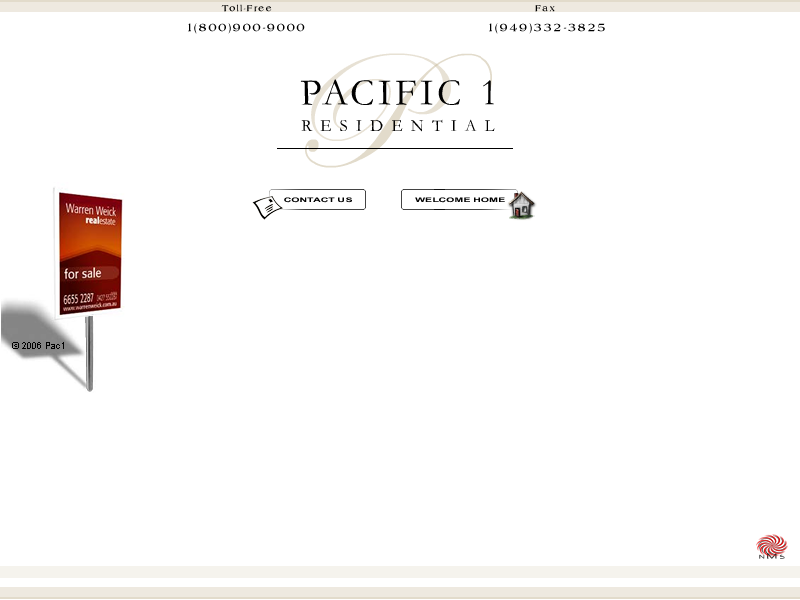 Toll-Free
Fax
1(800)900-9000
1(949)332-3825
P
PACIFIC 1
RESIDENTIAL
CONTACT US
WELCOME HOME
Warren Weick
realestate
for sale
6655 2287
www.warrenweick.com.au
© 2006 Pac1
NMS